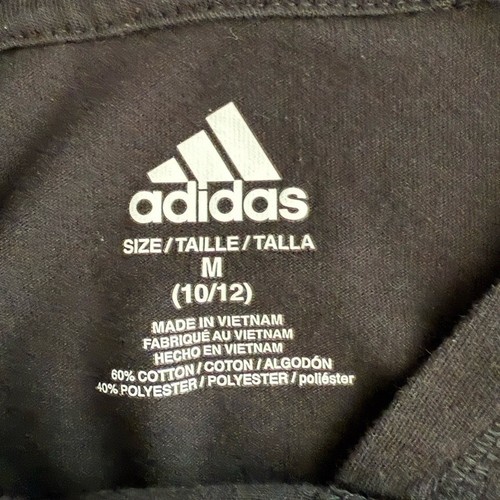 adidas
SIZE / TAILLE / TALLA
M
(10/12)
MADE IN VIETNAM
FABRIQUÉ AU VIETNAM
HECHO EN VIETNAM
60% COTTON / COTON / ALGODÓN
40% POLYESTER / POLYESTER / poliéster